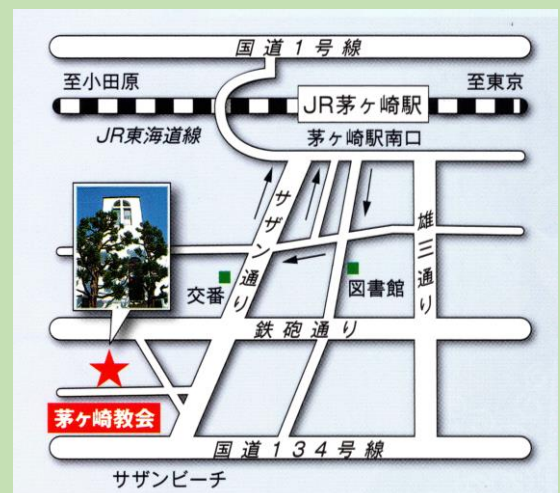 国道1号線
至小田原
至東京
JR茅ヶ崎駅
JR東海道線
茅ヶ崎駅南口
サザン通り
雄三通り
交番
図書館
鉄砲通り
茅ヶ崎教会
国道134号線
サザンビーチ